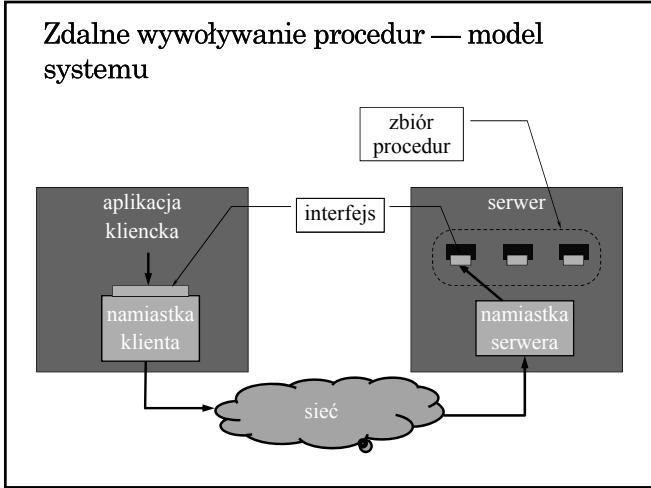 Zdalne wywoływanie procedur — model
systemu
zbiór
procedur
aplikacja
kliencka
interfejs
serwer
namiastka
klienta
namiastka
serwera
sieć